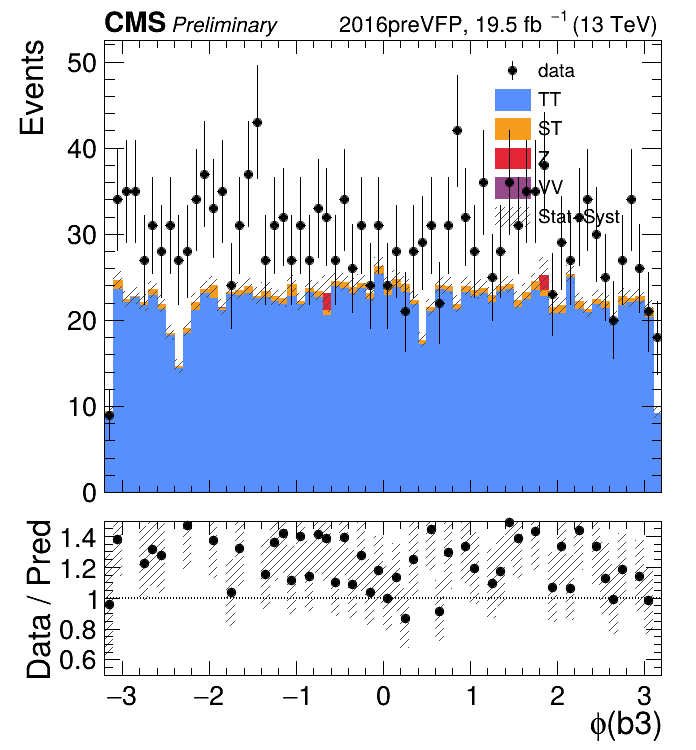 CMS Preliminary 2016preVFP, 19.5 fb⁻¹ (13 TeV)
Events
50
40
30
20
10
0
data
TT
ST
Z
VV
Stat+Syst
Data / Pred
1.4
1.2
1
0.8
0.6
−3 −2 −1 0 1 2 3
ϕ(b3)